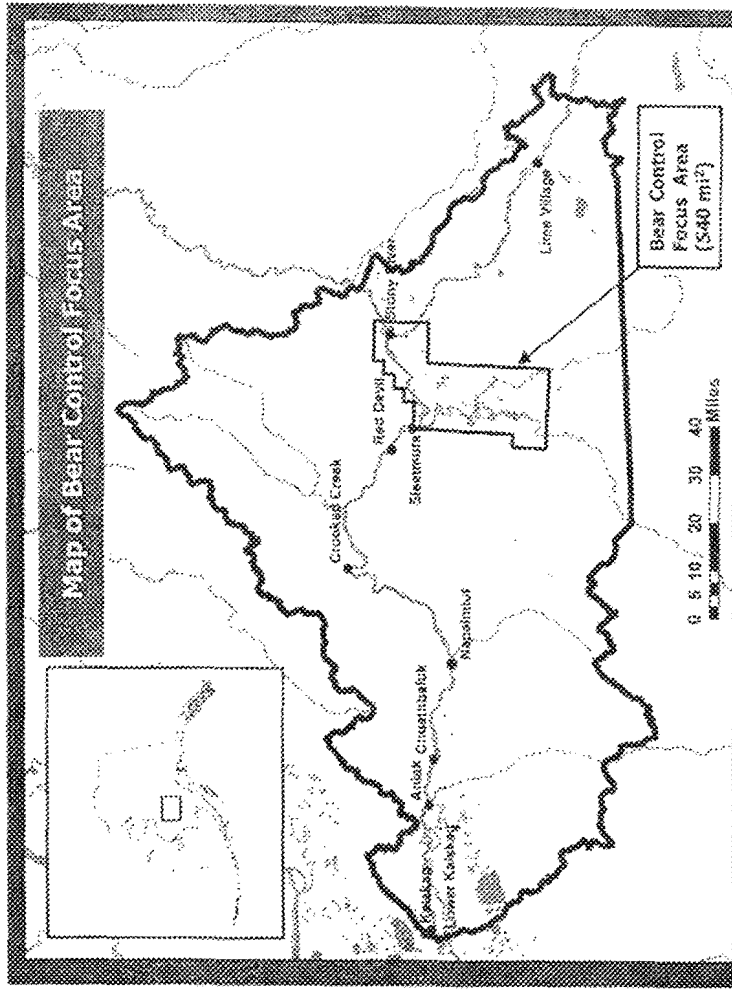 Map of Bear Control Focus Area
Stony River
Lime Village
Red Devil
Sleetmute
Crooked Creek
Napaimiut
Chuathbaluk
Aniak
Kalskag
Lower Kalskag
Bear Control
Focus Area
(540 mi²)
0 5 10 20 30 40
Miles